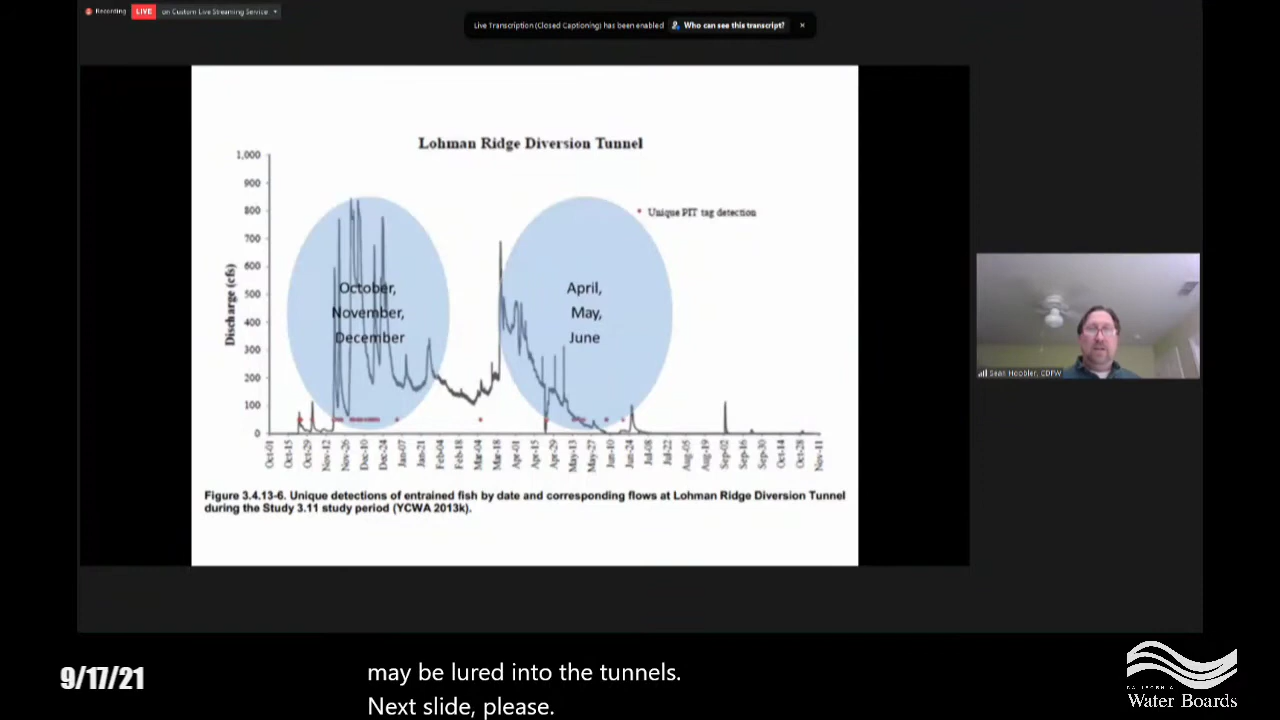 Recording
LIVE
on Custom Live Streaming Service
Live Transcription (Closed Captioning) has been enabled
Who can see this transcript?
×
Lohman Ridge Diversion Tunnel
1,000
900
800
700
600
500
400
300
200
100
0
Discharge (cfs)
Unique PIT tag detection
October,
November,
December
April,
May,
June
Oct-01
Oct-15
Oct-29
Nov-12
Nov-26
Dec-10
Dec-24
Jan-07
Jan-21
Feb-04
Feb-18
Mar-04
Mar-18
Apr-01
Apr-15
Apr-29
May-13
May-27
Jun-10
Jun-24
Jul-08
Jul-22
Aug-05
Aug-19
Sep-02
Sep-16
Sep-30
Oct-14
Oct-28
Nov-11
Figure 3.4.13-6. Unique detections of entrained fish by date and corresponding flows at Lohman Ridge Diversion Tunnel
during the Study 3.11 study period (YCWA 2013k).
Sean Hoobler, CDFW
9/17/21
may be lured into the tunnels.
Next slide, please.
CALIFORNIA
Water Boards